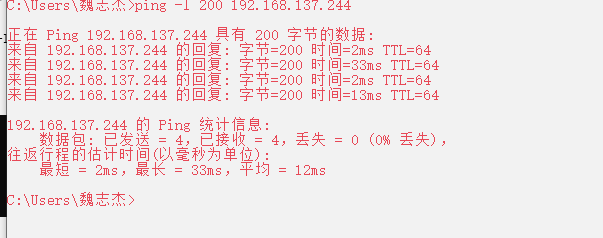 C:\Users\魏志杰>ping -l 200 192.168.137.244
正在 Ping 192.168.137.244 具有 200 字节的数据:
来自 192.168.137.244 的回复: 字节=200 时间=2ms TTL=64
来自 192.168.137.244 的回复: 字节=200 时间=33ms TTL=64
来自 192.168.137.244 的回复: 字节=200 时间=2ms TTL=64
来自 192.168.137.244 的回复: 字节=200 时间=13ms TTL=64
192.168.137.244 的 Ping 统计信息:
数据包: 已发送 = 4，已接收 = 4，丢失 = 0 (0% 丢失)，
往返行程的估计时间(以毫秒为单位):
最短 = 2ms，最长 = 33ms，平均 = 12ms
C:\Users\魏志杰>